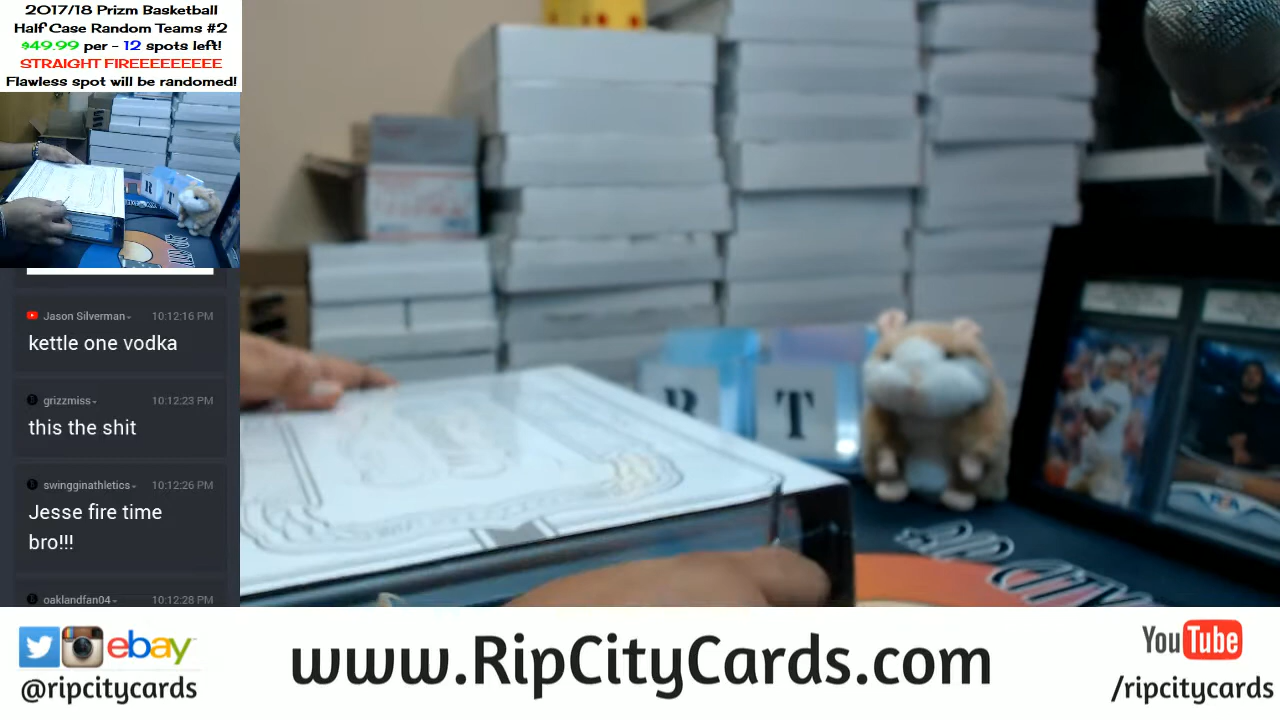 2017/18 Prizm Basketball
Half Case Random Teams #2
$49.99 per - 12 spots left!
STRAIGHT FIREEEEEEEEE
Flawless spot will be randomed!
Jason Silverman 10:12:16 PM
kettle one vodka
grizzmiss 10:12:23 PM
this the shit
swingginathletics 10:12:26 PM
Jesse fire time
bro!!!
oaklandfan04 10:12:28 PM
R T
RIP CITY
ebay
@ripcitycards
www.RipCityCards.com
YouTube
/ripcitycards